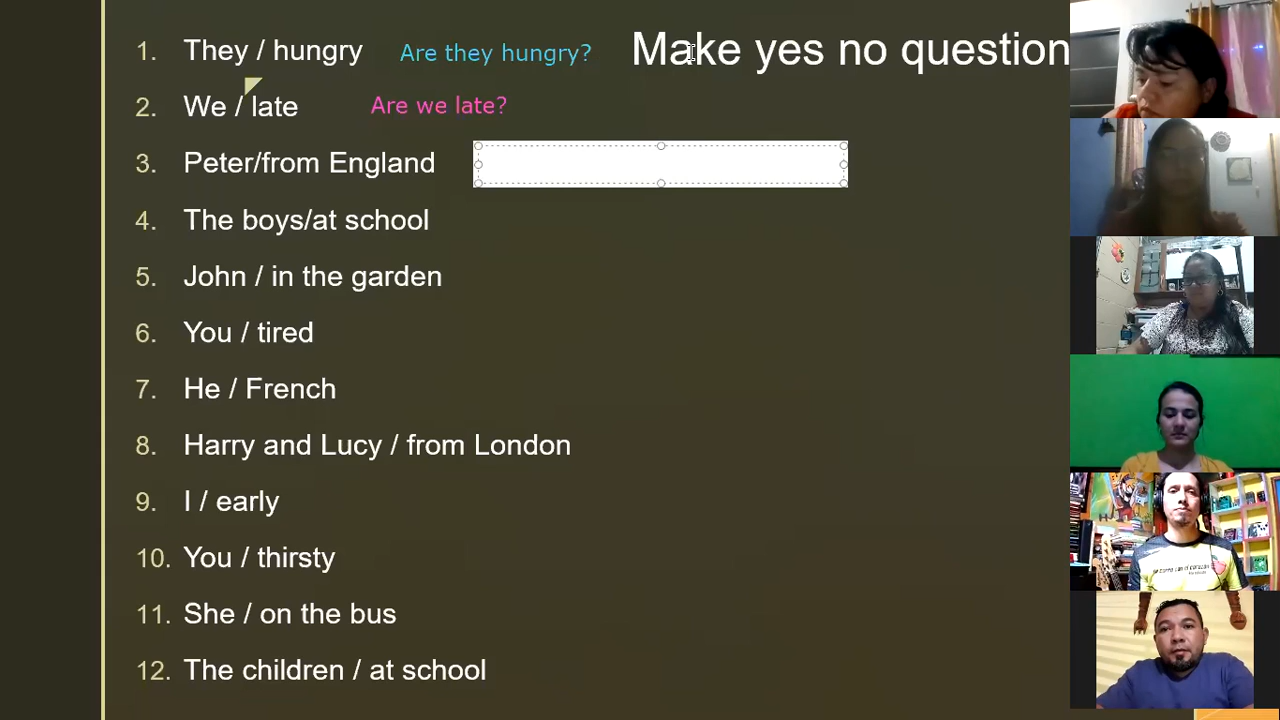 1. They / hungry Are they hungry? Make yes no question
2. We / late Are we late?
3. Peter/from England
4. The boys/at school
5. John / in the garden
6. You / tired
7. He / French
8. Harry and Lucy / from London
9. I / early
10. You / thirsty
11. She / on the bus
12. The children / at school